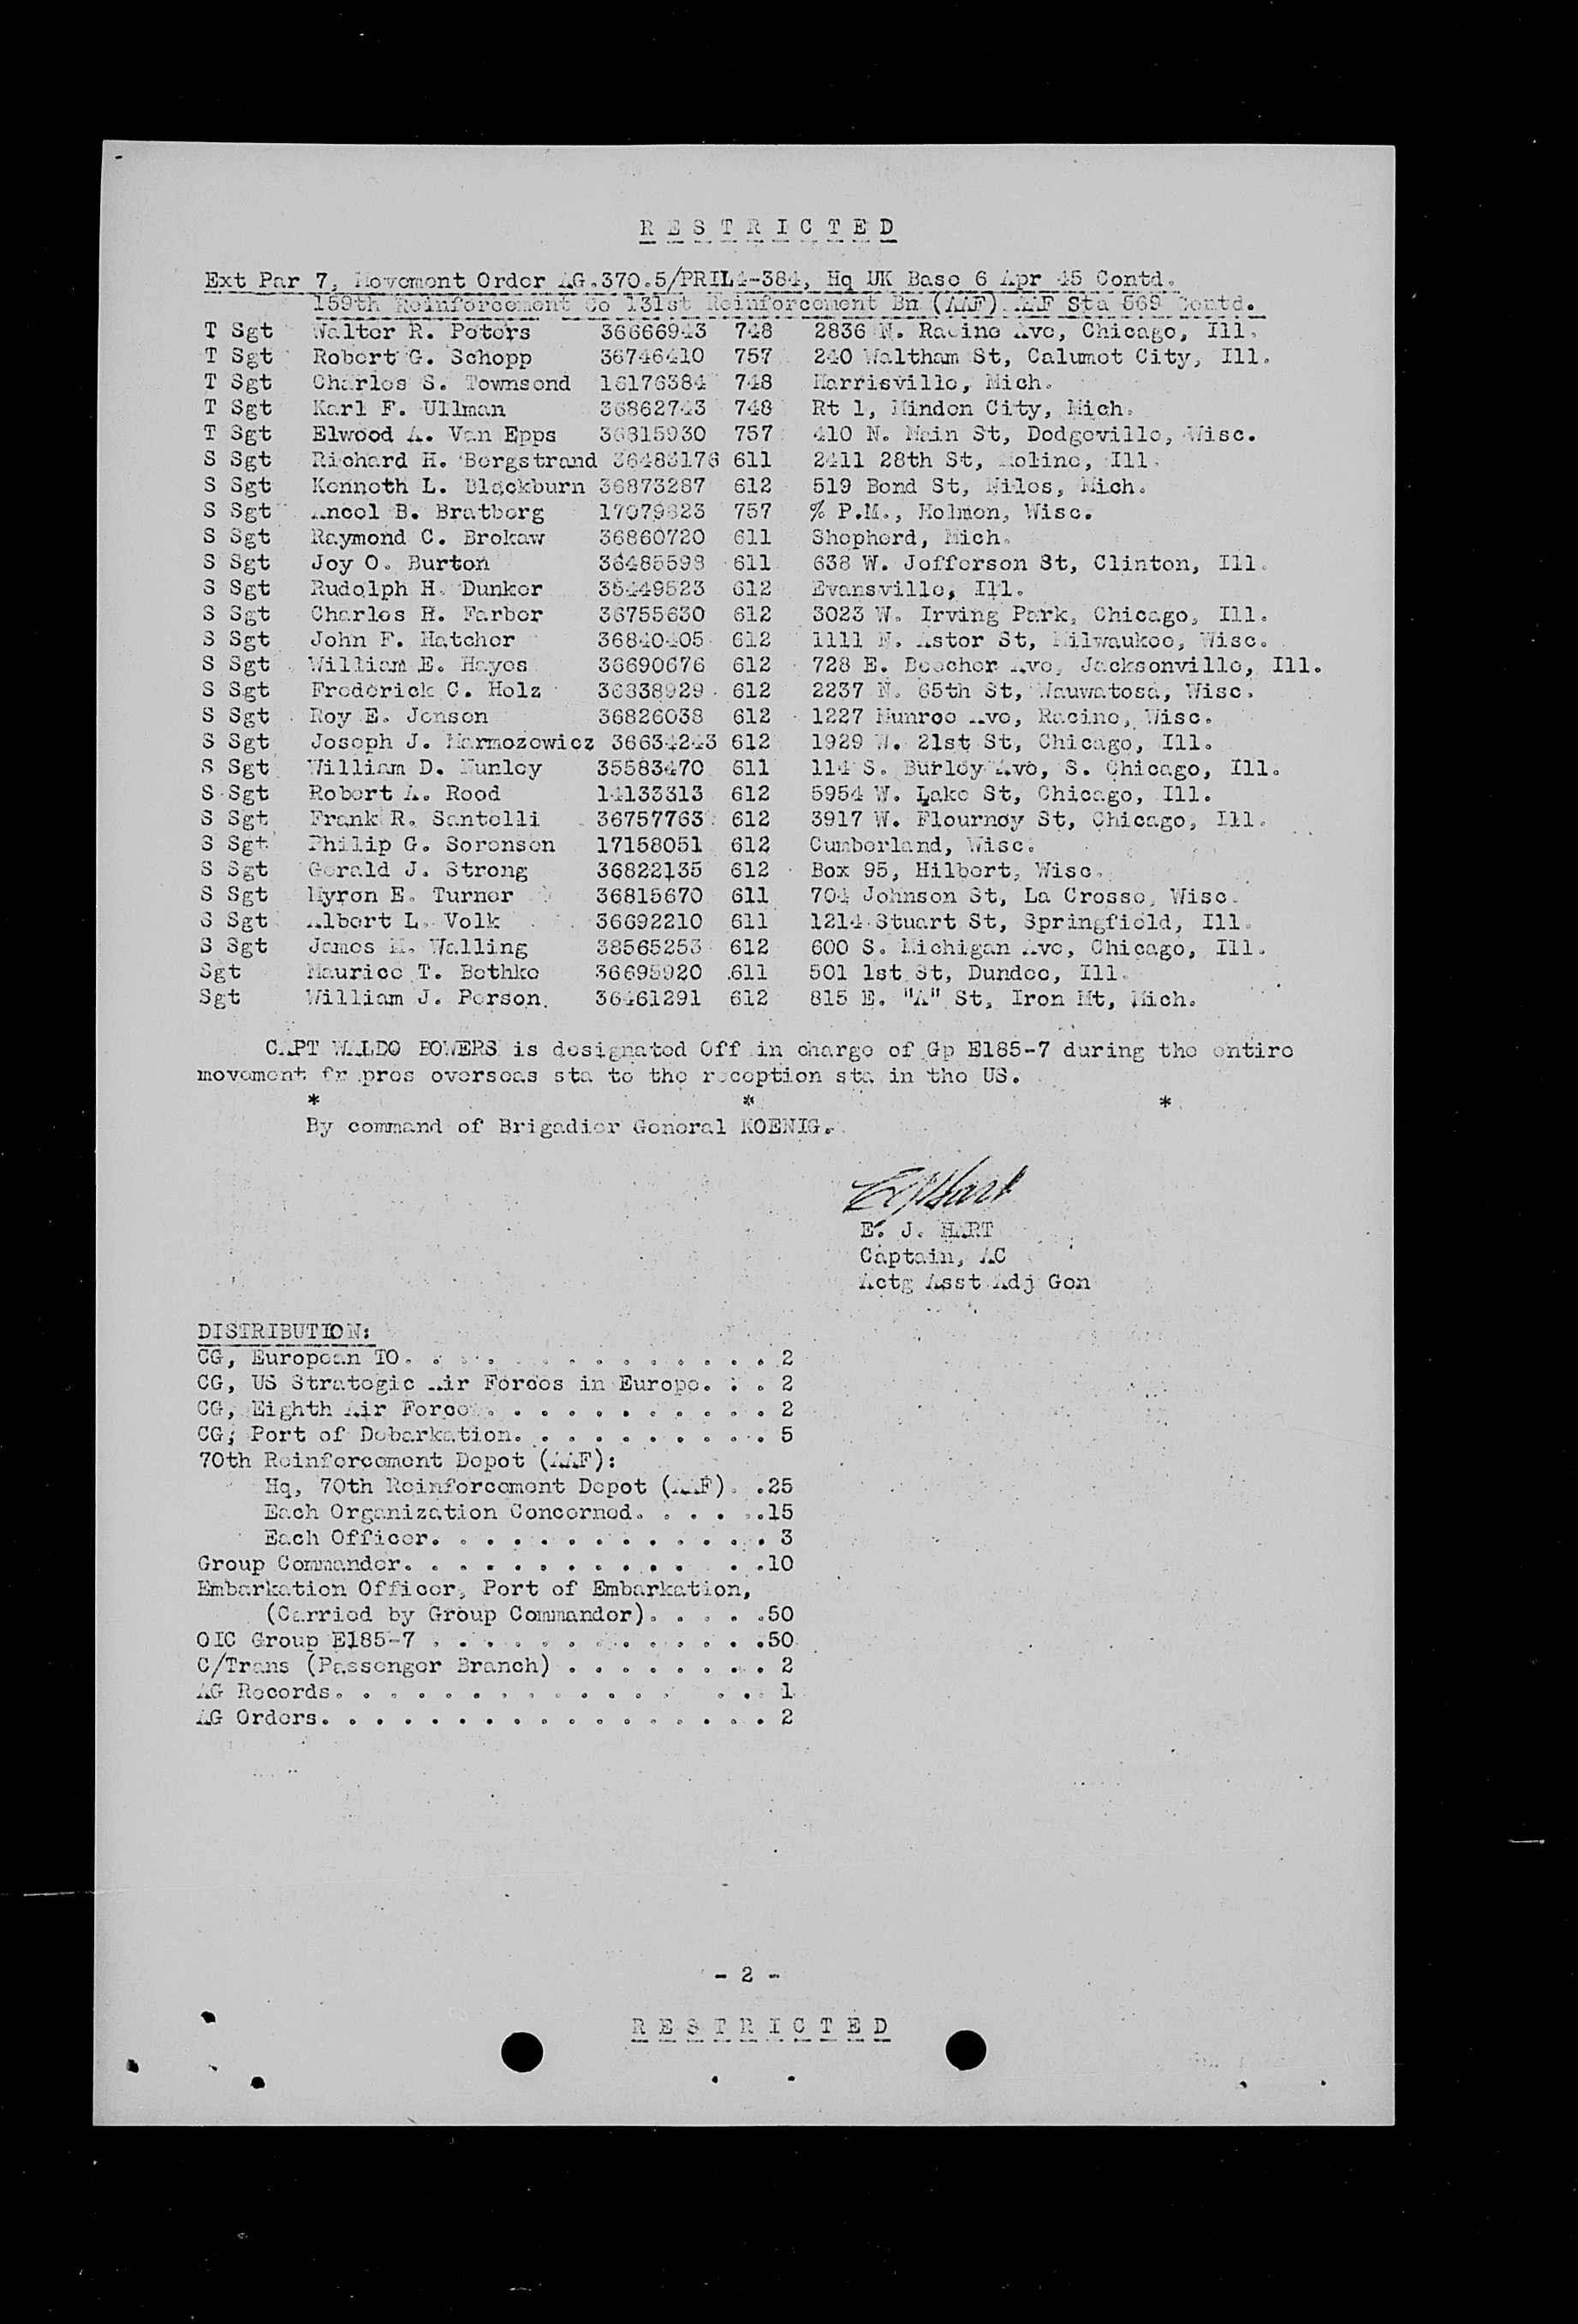 R E S T R I C T E D
Ext Par 7, Movement Order AG.370.5/PRIL4-384, Hq UK Base 6 Apr 45 Contd.
159th Reinforcement Co 131st Reinforcement Bn (AAF) AAF Sta 569 Contd.
T Sgt Walter R. Peters 36666943 748 2836 N. Racine Ave, Chicago, Ill.
T Sgt Robert G. Schopp 36746410 757 240 Waltham St, Calumet City, Ill.
T Sgt Charles S. Townsend 16176384 748 Harrisville, Mich.
T Sgt Karl F. Ullman 36862743 748 Rt 1, Minden City, Mich.
T Sgt Elwood A. Van Epps 36815930 757 410 N. Main St, Dodgeville, Wisc.
S Sgt Richard H. Bergstrand 36483176 611 2411 28th St, Moline, Ill.
S Sgt Kenneth L. Blackburn 36873287 612 519 Bond St, Niles, Mich.
S Sgt Ancel B. Bratberg 17079823 757 % P.M., Holmen, Wisc.
S Sgt Raymond C. Brokaw 36860720 611 Shepherd, Mich.
S Sgt Joy O. Burton 36485598 611 638 W. Jefferson St, Clinton, Ill.
S Sgt Rudolph H. Dunker 35449523 612 Evansville, Ill.
S Sgt Charles H. Farber 36755630 612 3023 W. Irving Park, Chicago, Ill.
S Sgt John F. Hatcher 36840405 612 1111 N. Astor St, Milwaukee, Wisc.
S Sgt William E. Hayes 36690676 612 728 E. Beecher Ave, Jacksonville, Ill.
S Sgt Frederick C. Holz 36838929 612 2237 N. 65th St, Wauwatosa, Wisc.
S Sgt Roy E. Jensen 36826038 612 1227 Munroe Ave, Racine, Wisc.
S Sgt Joseph J. Marmozewicz 36634243 612 1929 W. 21st St, Chicago, Ill.
S Sgt William D. Nunley 35583470 611 114 S. Burley Ave, S. Chicago, Ill.
S Sgt Robert A. Rood 14133313 612 5954 W. Lake St, Chicago, Ill.
S Sgt Frank R. Santelli 36757763 612 3917 W. Flournoy St, Chicago, Ill.
S Sgt Philip G. Sorensen 17158051 612 Cumberland, Wisc.
S Sgt Gerald J. Strong 36822135 612 Box 95, Hilbert, Wisc.
S Sgt Myron E. Turner 36815670 611 704 Johnson St, La Crosse, Wisc.
S Sgt Albert L. Volk 36692210 611 1214 Stuart St, Springfield, Ill.
S Sgt James M. Walling 38565253 612 600 S. Michigan Ave, Chicago, Ill.
Sgt Maurice T. Bethke 36695920 611 501 1st St, Dundee, Ill.
Sgt William J. Person 36461291 612 815 E. "A" St, Iron Mt, Mich.
CAPT WALDO BOWERS is designated Off in charge of Gp E185-7 during the entire
movement fr pres overseas sta to the reception sta in the US.
* * *
By command of Brigadier General KOENIG.
E J Hart
E. J. HART
Captain, AC
Actg Asst Adj Gen
DISTRIBUTION:
CG, European TO. . . . . . . . . . . . . . 2
CG, US Strategic Air Forces in Europe. . . 2
CG, Eighth Air Force . . . . . . . . . . . 2
CG, Port of Debarkation. . . . . . . . . . 5
70th Reinforcement Depot (AAF):
Hq, 70th Reinforcement Depot (AAF). .25
Each Organization Concerned. . . . . .15
Each Officer. . . . . . . . . . . . . 3
Group Commander. . . . . . . . . . . . . .10
Embarkation Officer, Port of Embarkation,
(Carried by Group Commander). . . . .50
OIC Group E185-7 . . . . . . . . . . . . .50
C/Trans (Passenger Branch) . . . . . . . . 2
AG Records. . . . . . . . . . . . . . . . 1
AG Orders. . . . . . . . . . . . . . . . . 2
- 2 -
R E S T R I C T E D